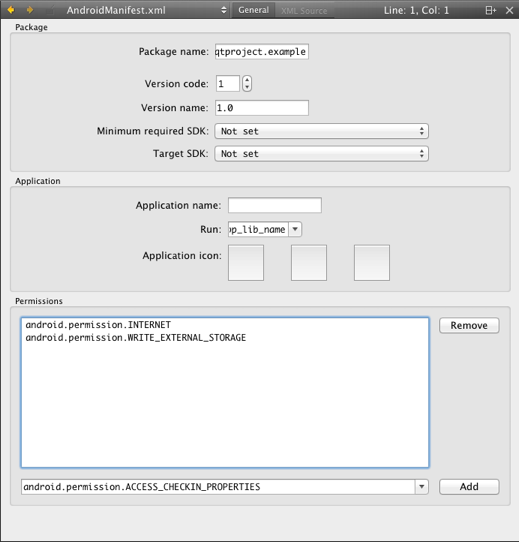 AndroidManifest.xml General XML Source Line: 1, Col: 1
Package
Package name: qtproject.example
Version code: 1
Version name: 1.0
Minimum required SDK: Not set
Target SDK: Not set
Application
Application name:
Run: pp_lib_name
Application icon:
Permissions
android.permission.INTERNET
android.permission.WRITE_EXTERNAL_STORAGE
Remove
android.permission.ACCESS_CHECKIN_PROPERTIES Add